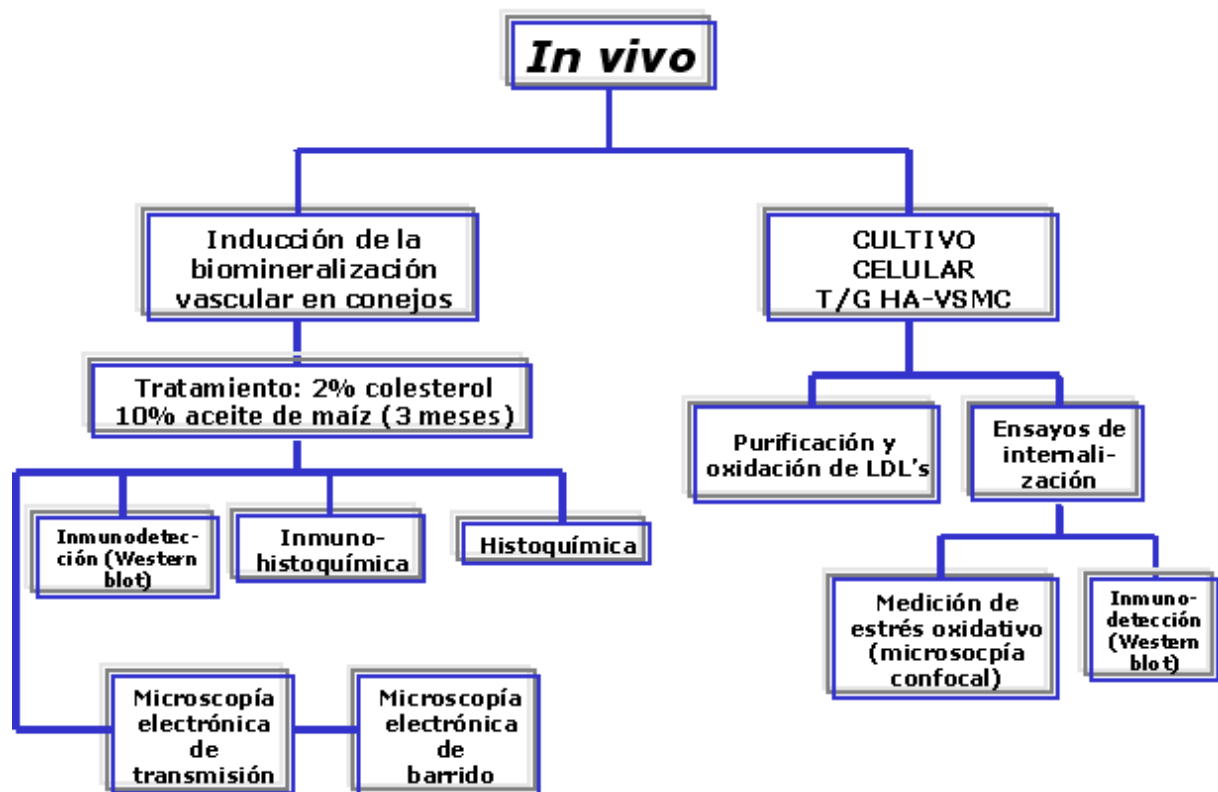 In vivo
Inducción de la
biomineralización
vascular en conejos
CULTIVO
CELULAR
T/G HA-VSMC
Tratamiento: 2% colesterol
10% aceite de maíz (3 meses)
Purificación y
oxidación de LDL's
Ensayos de
internali-
zación
Inmunodetec-
ción (Western
blot)
Inmuno-
histoquímica
Histoquímica
Medición de
estrés oxidativo
(microsocpía
confocal)
Inmuno-
detección
(Western
blot)
Microscopía
electrónica
de
transmisión
Microscopía
electrónica
de
barrido